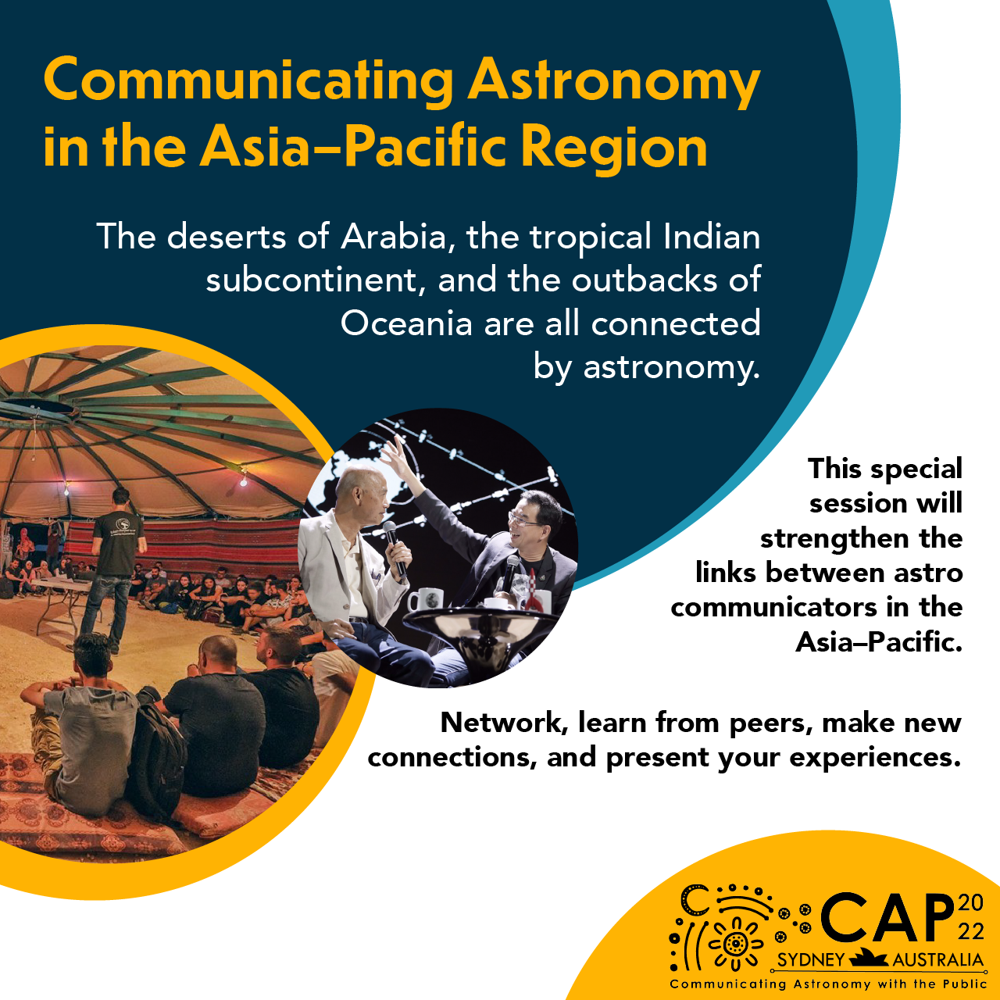 Communicating Astronomy
in the Asia–Pacific Region
The deserts of Arabia, the tropical Indian
subcontinent, and the outbacks of
Oceania are all connected
by astronomy.
This special
session will
strengthen the
links between astro
communicators in the
Asia–Pacific.
Network, learn from peers, make new
connections, and present your experiences.
CAP 20
22
SYDNEY AUSTRALIA
Communicating Astronomy with the Public